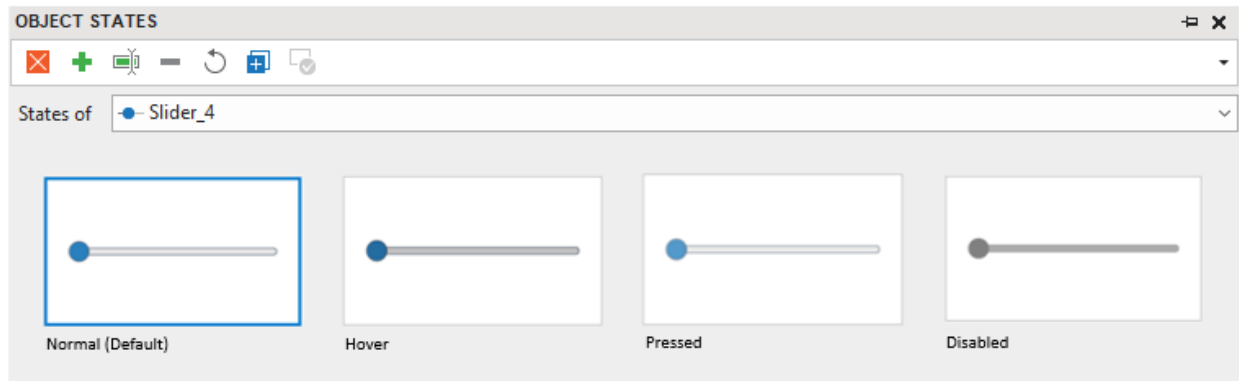 OBJECT STATES
States of Slider_4
Normal (Default) Hover Pressed Disabled